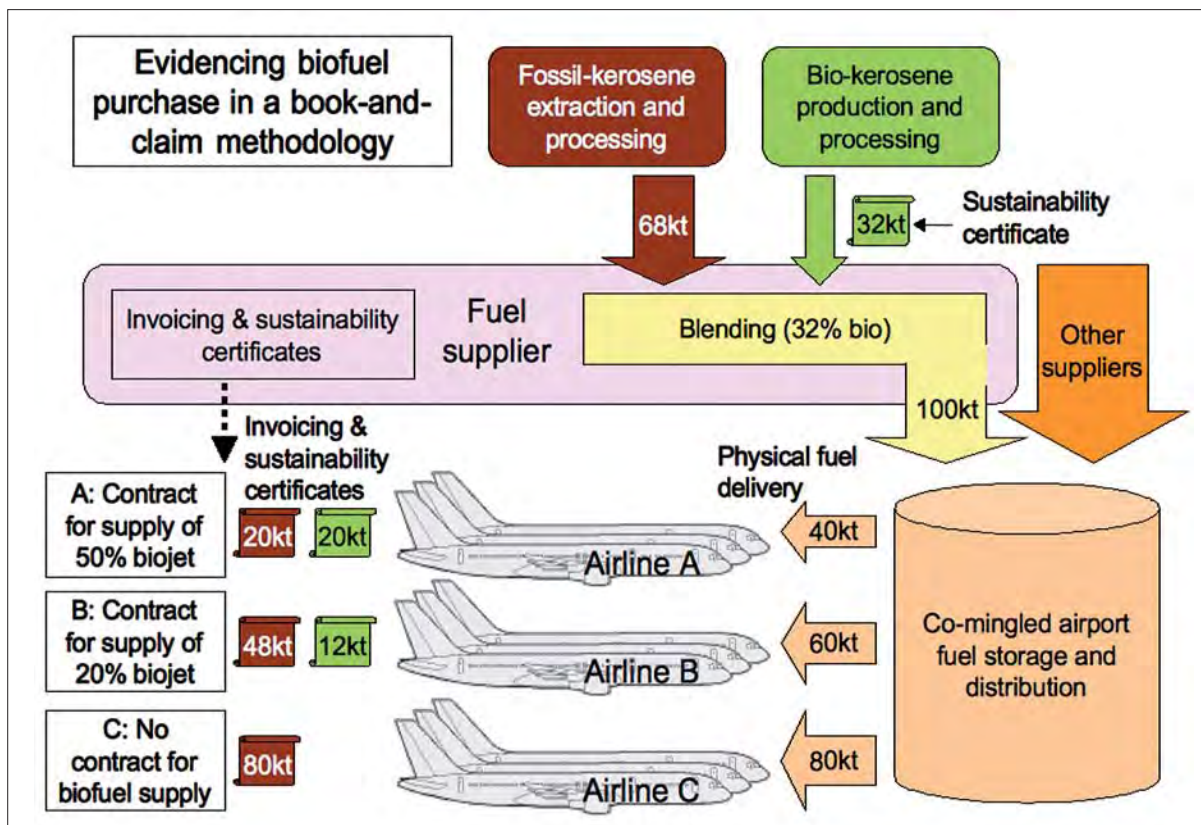 Evidencing biofuel
purchase in a book-and-
claim methodology
Fossil-kerosene
extraction and
processing
Bio-kerosene
production and
processing
68kt
32kt
Sustainability
certificate
Invoicing & sustainability
certificates
Fuel
supplier
Blending (32% bio)
Other
suppliers
100kt
Invoicing &
sustainability
certificates
Physical fuel
delivery
A: Contract
for supply of
50% biojet
20kt
20kt
Airline A
40kt
B: Contract
for supply of
20% biojet
48kt
12kt
Airline B
60kt
Co-mingled airport
fuel storage and
distribution
C: No
contract for
biofuel supply
80kt
Airline C
80kt